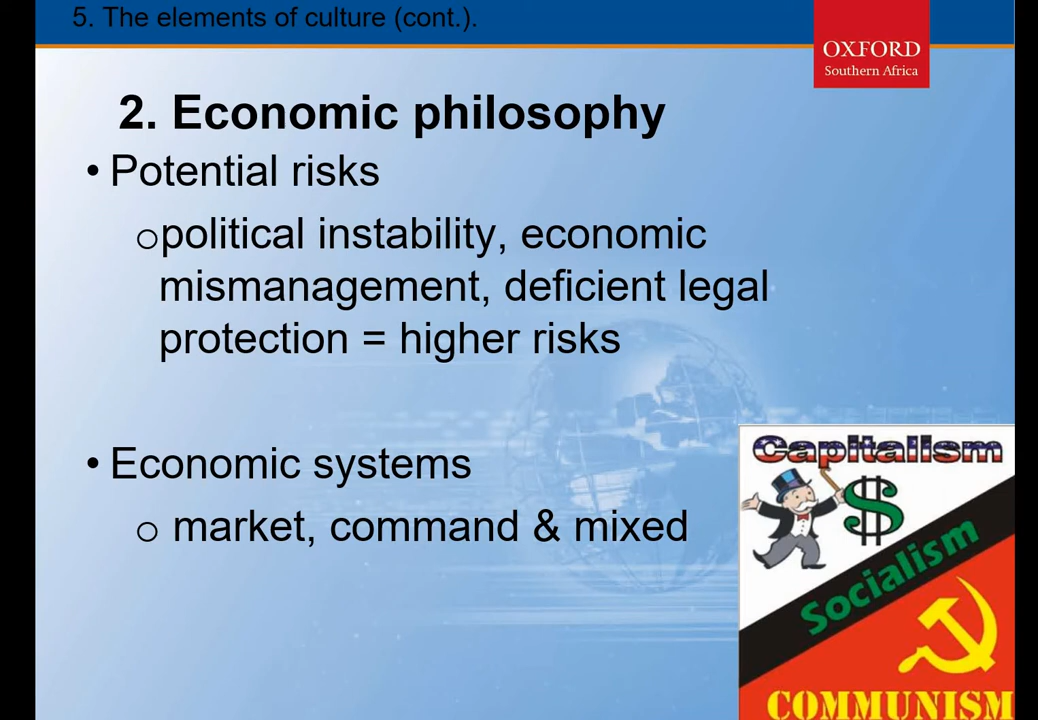 5. The elements of culture (cont.).
OXFORD
Southern Africa
2. Economic philosophy
• Potential risks
o political instability, economic
mismanagement, deficient legal
protection = higher risks
• Economic systems
o market, command & mixed
Capitalism
$
Socialism
COMMUNISM